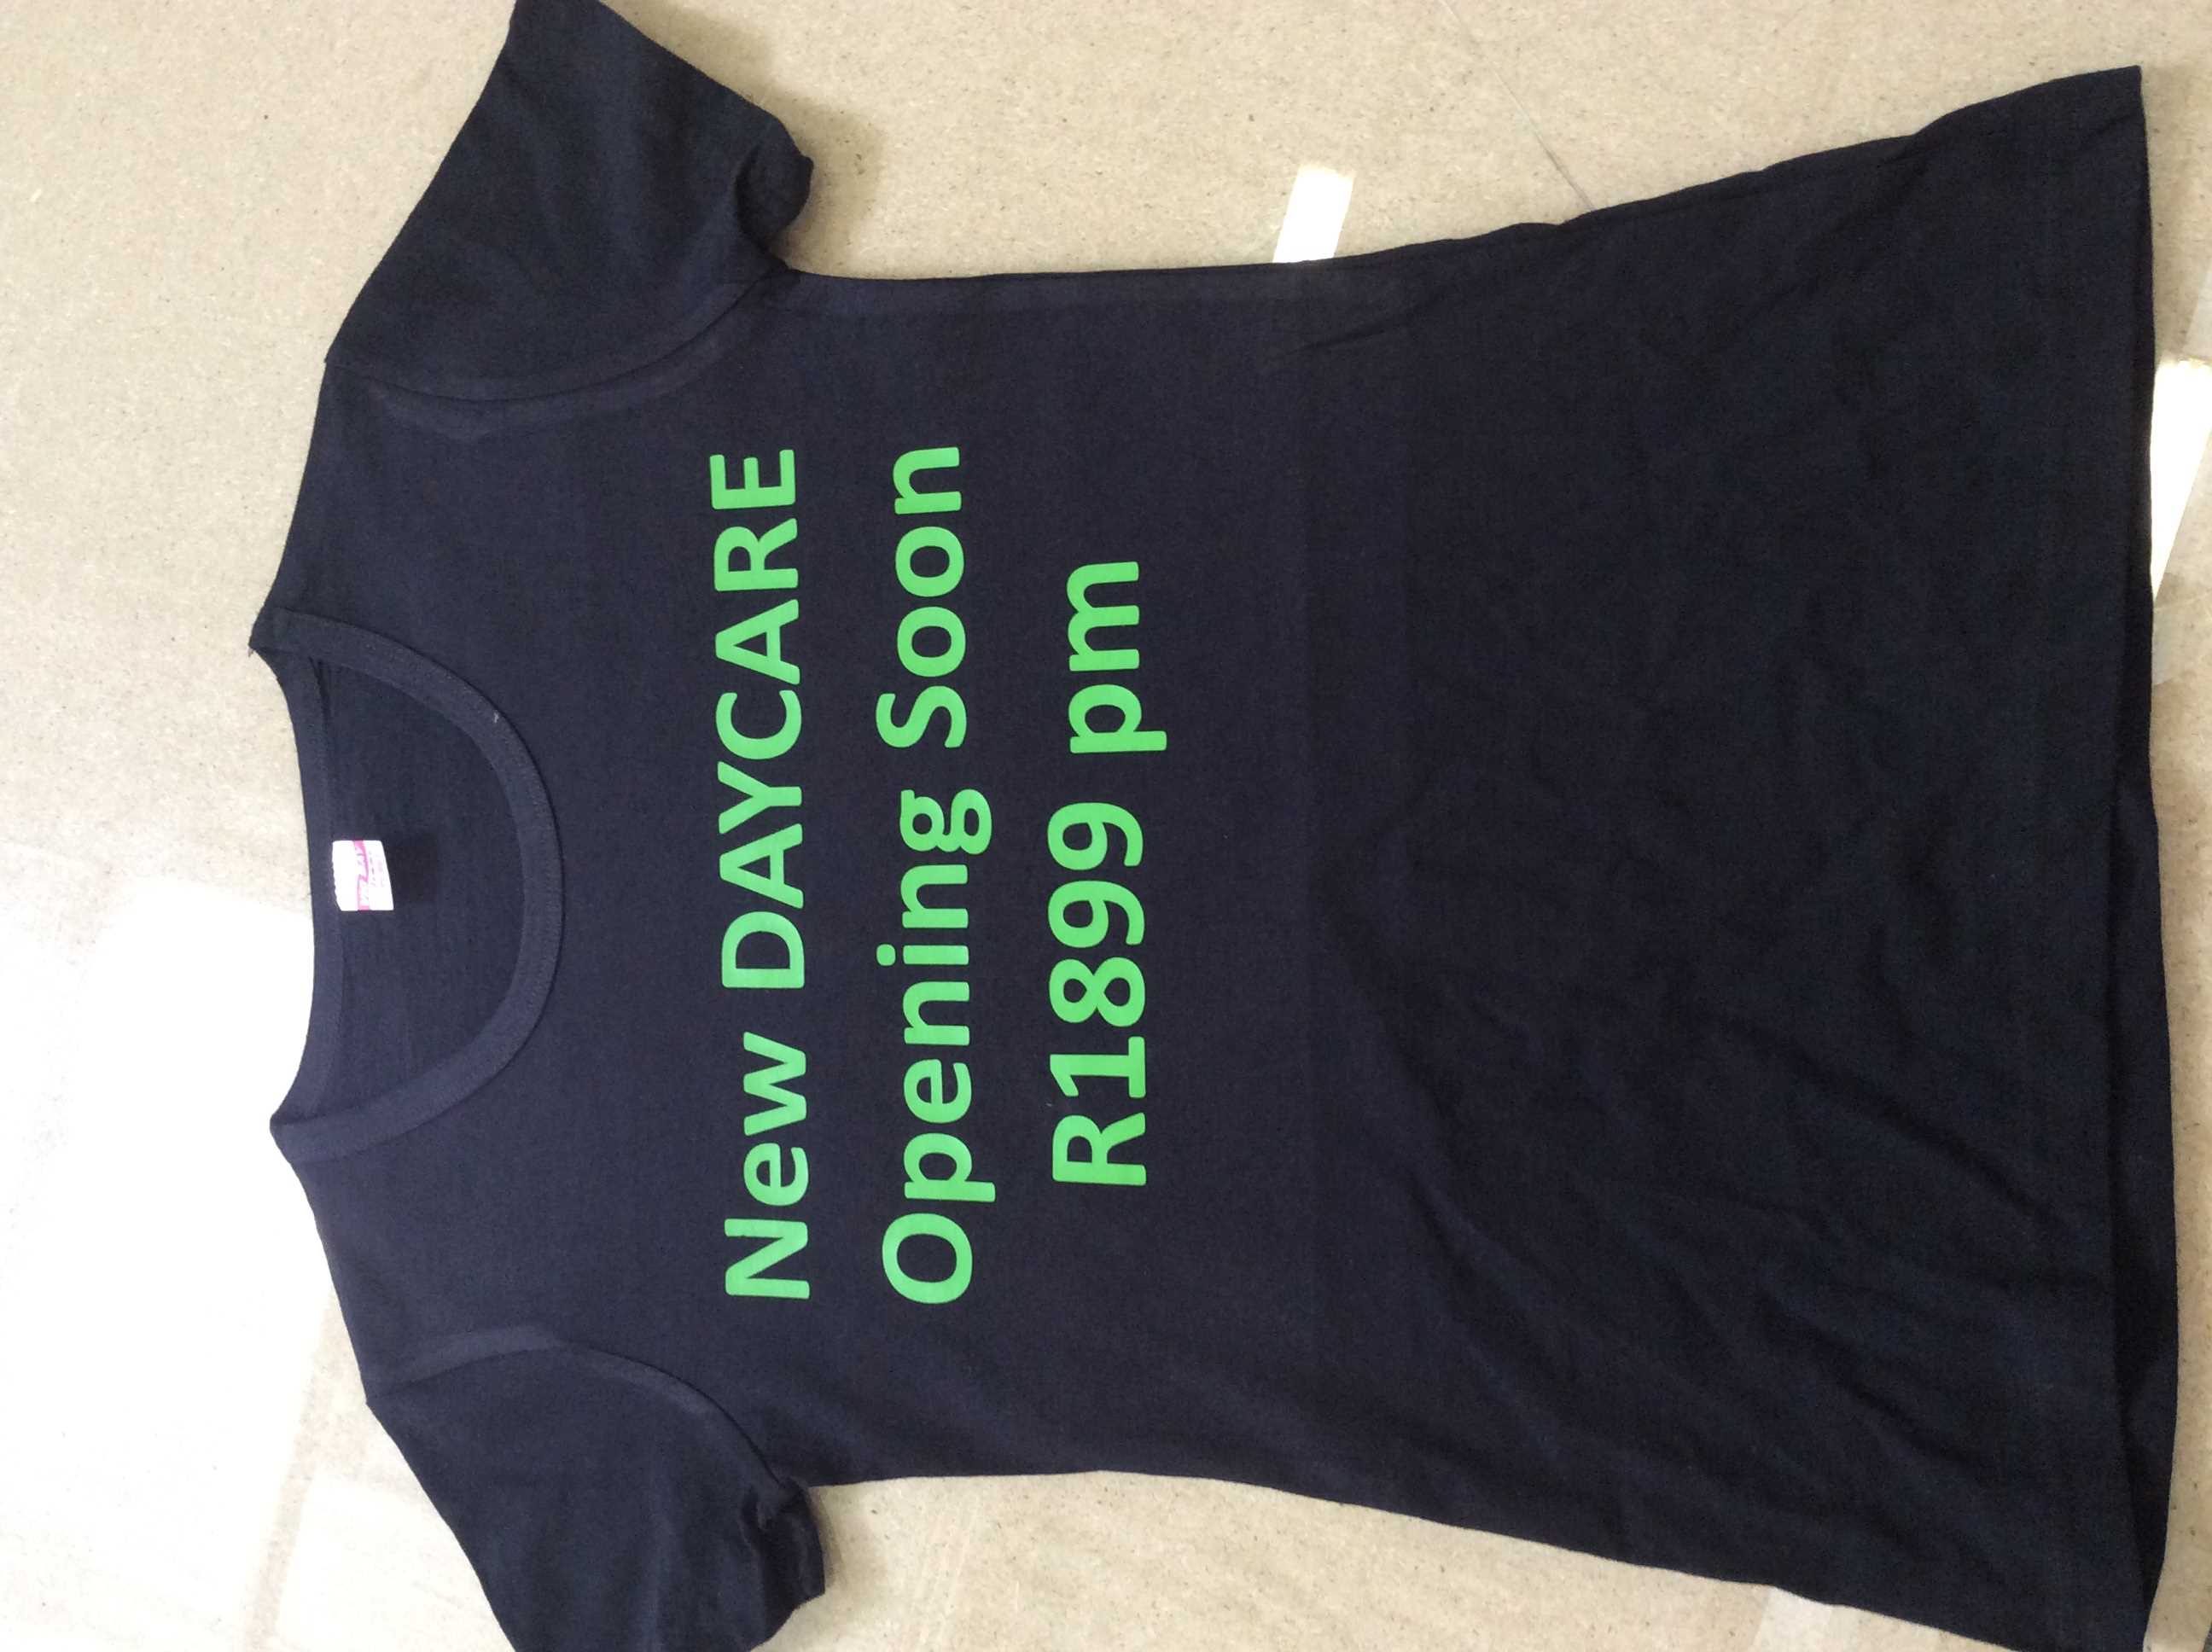 New DAYCARE
Opening Soon
R1899 pm